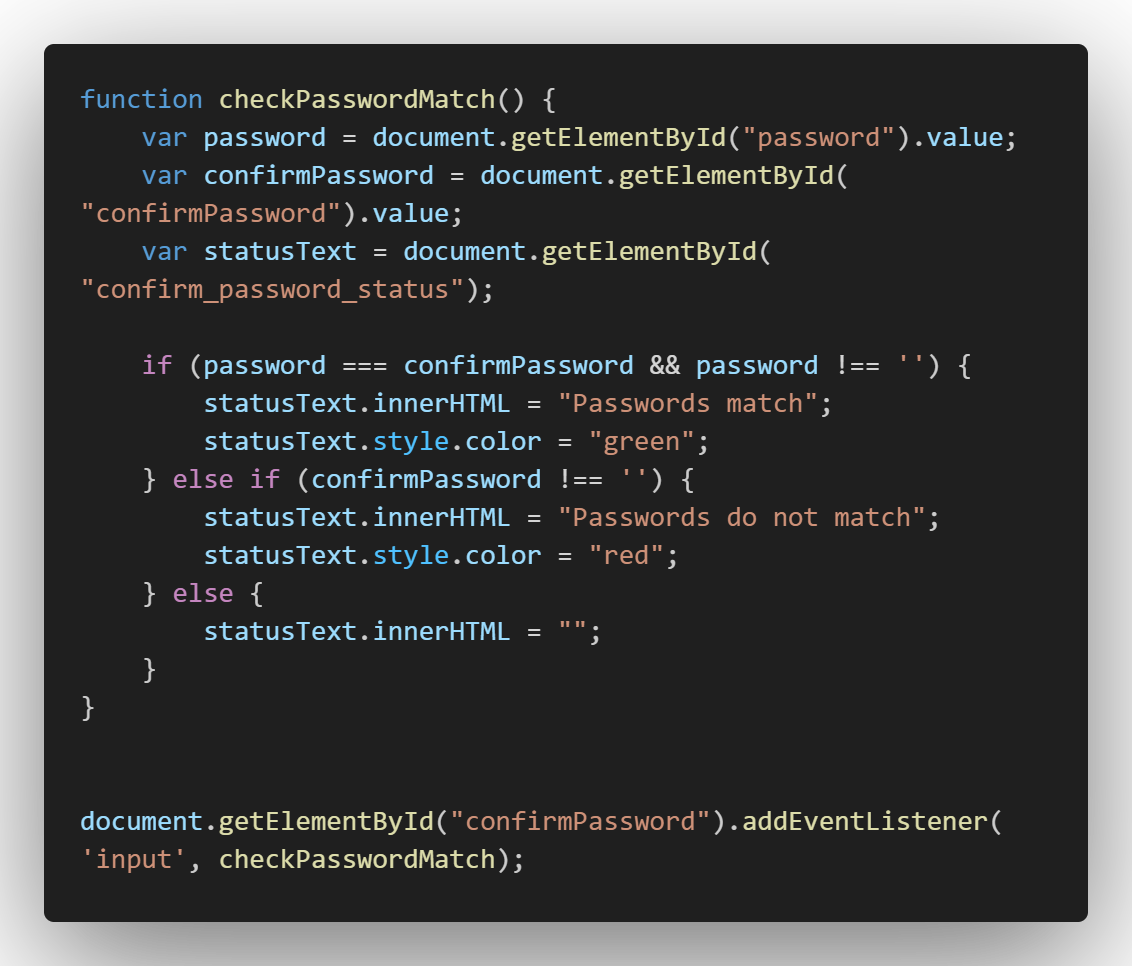 function checkPasswordMatch() {
    var password = document.getElementById("password").value;
    var confirmPassword = document.getElementById(
"confirmPassword").value;
    var statusText = document.getElementById(
"confirm_password_status");

    if (password === confirmPassword && password !== '') {
        statusText.innerHTML = "Passwords match";
        statusText.style.color = "green";
    } else if (confirmPassword !== '') {
        statusText.innerHTML = "Passwords do not match";
        statusText.style.color = "red";
    } else {
        statusText.innerHTML = "";
    }
}

document.getElementById("confirmPassword").addEventListener(
'input', checkPasswordMatch);